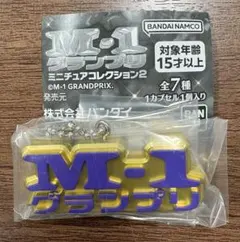 BANDAI NAMCO
M-1
グランプリ
ミニチュアコレクション2
©M-1 GRANDPRIX.
対象年齢
15才以上
全7種
1カプセル1個入り
発売元
株式会社バンダイ
BAN
M-1
グランプリ